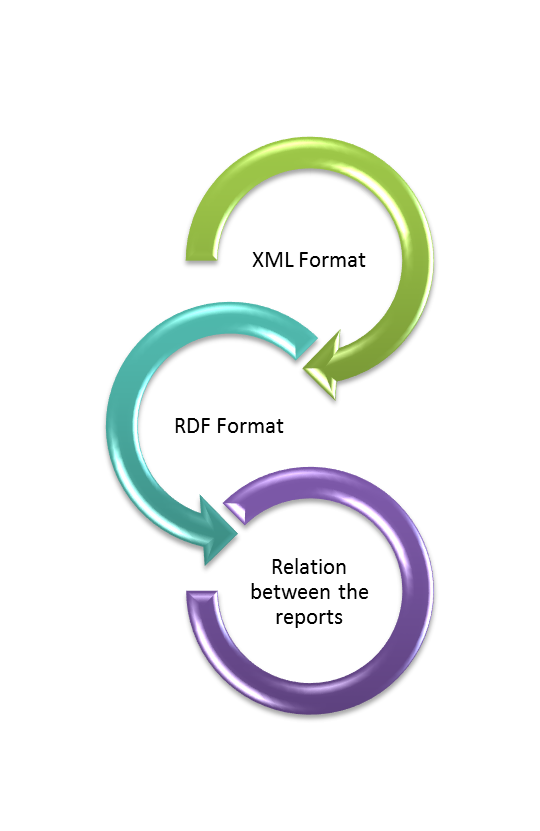 XML Format
RDF Format
Relation
between the
reports